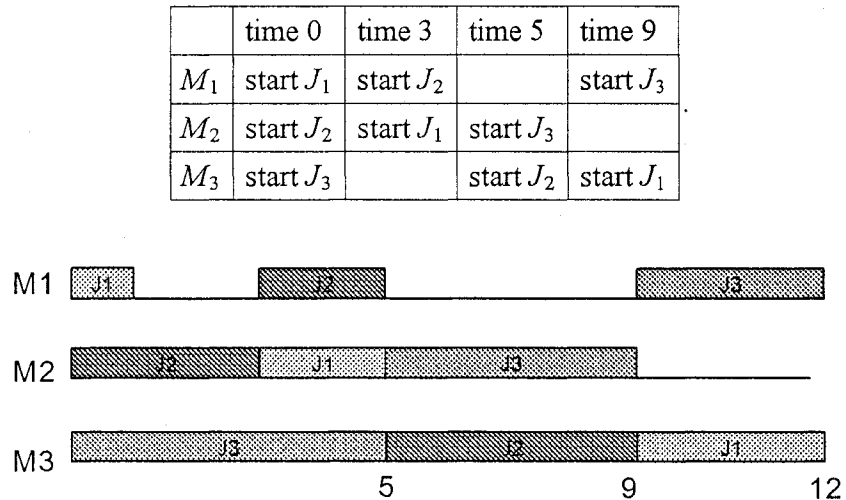 time 0 time 3 time 5 time 9
M₁ start J₁ start J₂ start J₃
M₂ start J₂ start J₁ start J₃
M₃ start J₃ start J₂ start J₁
M1 J1 J2 J3
M2 J2 J1 J3
M3 J3 J2 J1
5 9 12